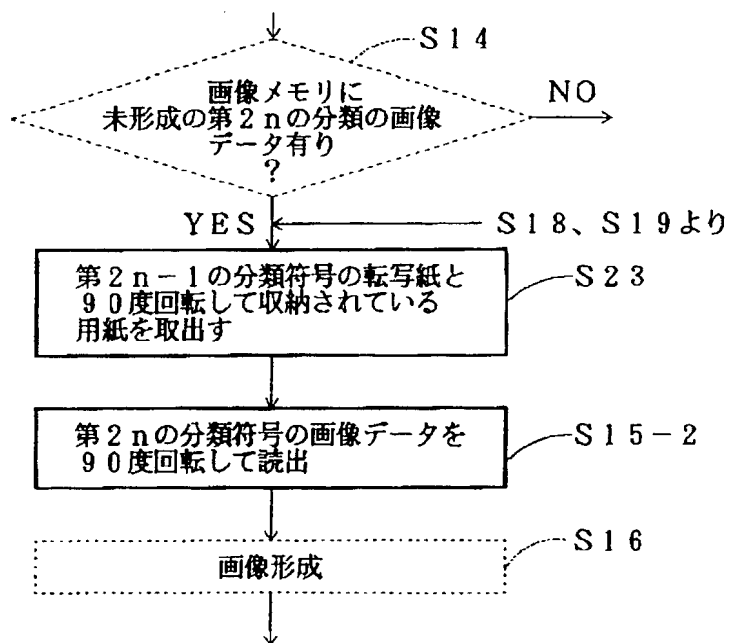 S14
画像メモリに
未形成の第2nの分類の画像
データ有り
?
NO
YES
S18、S19より
第2n-1の分類符号の転写紙と
90度回転して収納されている
用紙を取出す
S23
第2nの分類符号の画像データを
90度回転して読出
S15-2
画像形成
S16